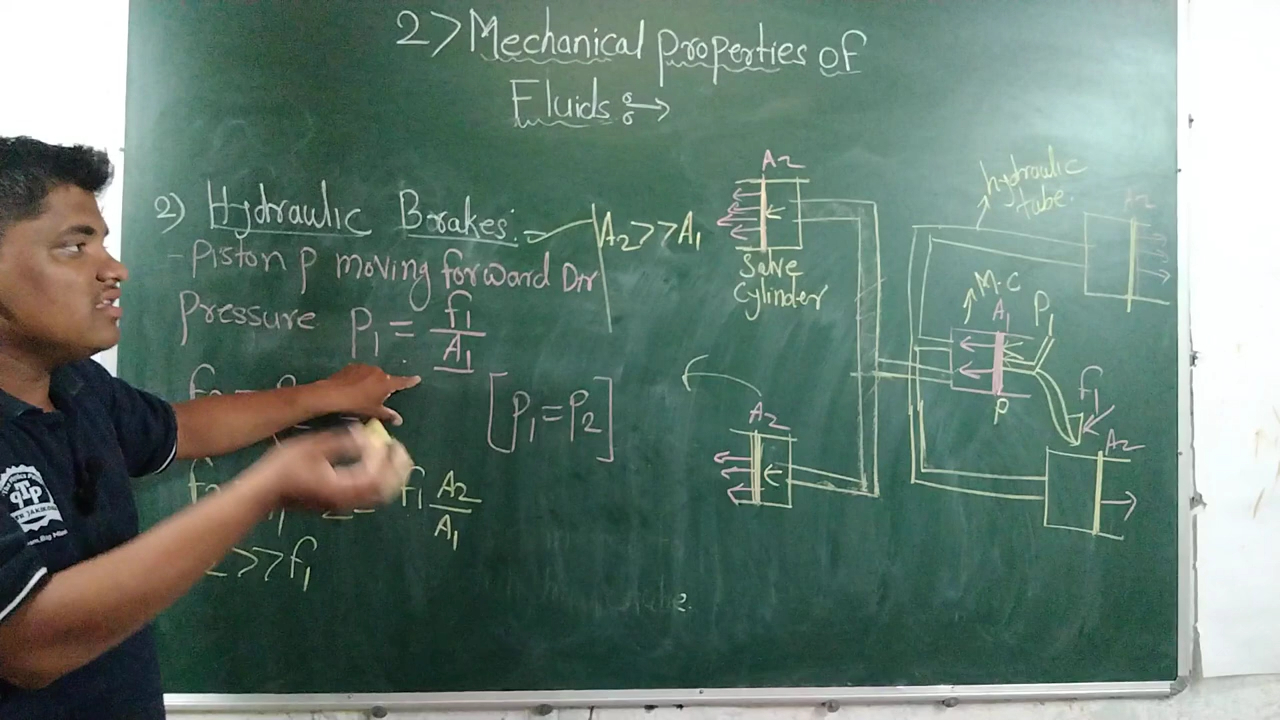 2> Mechanical properties of
Fluids :→
2) Hydraulic Brakes:
A2>>A1
- Piston p moving forward Dir
Pressure P1 = f1/A1
[P1=P2]
f1 A2/A1
>>f1
A2
Salve
Cylinder
A2
hydraulic
tube.
A2
M.C
A1
P1
P
f1
A2